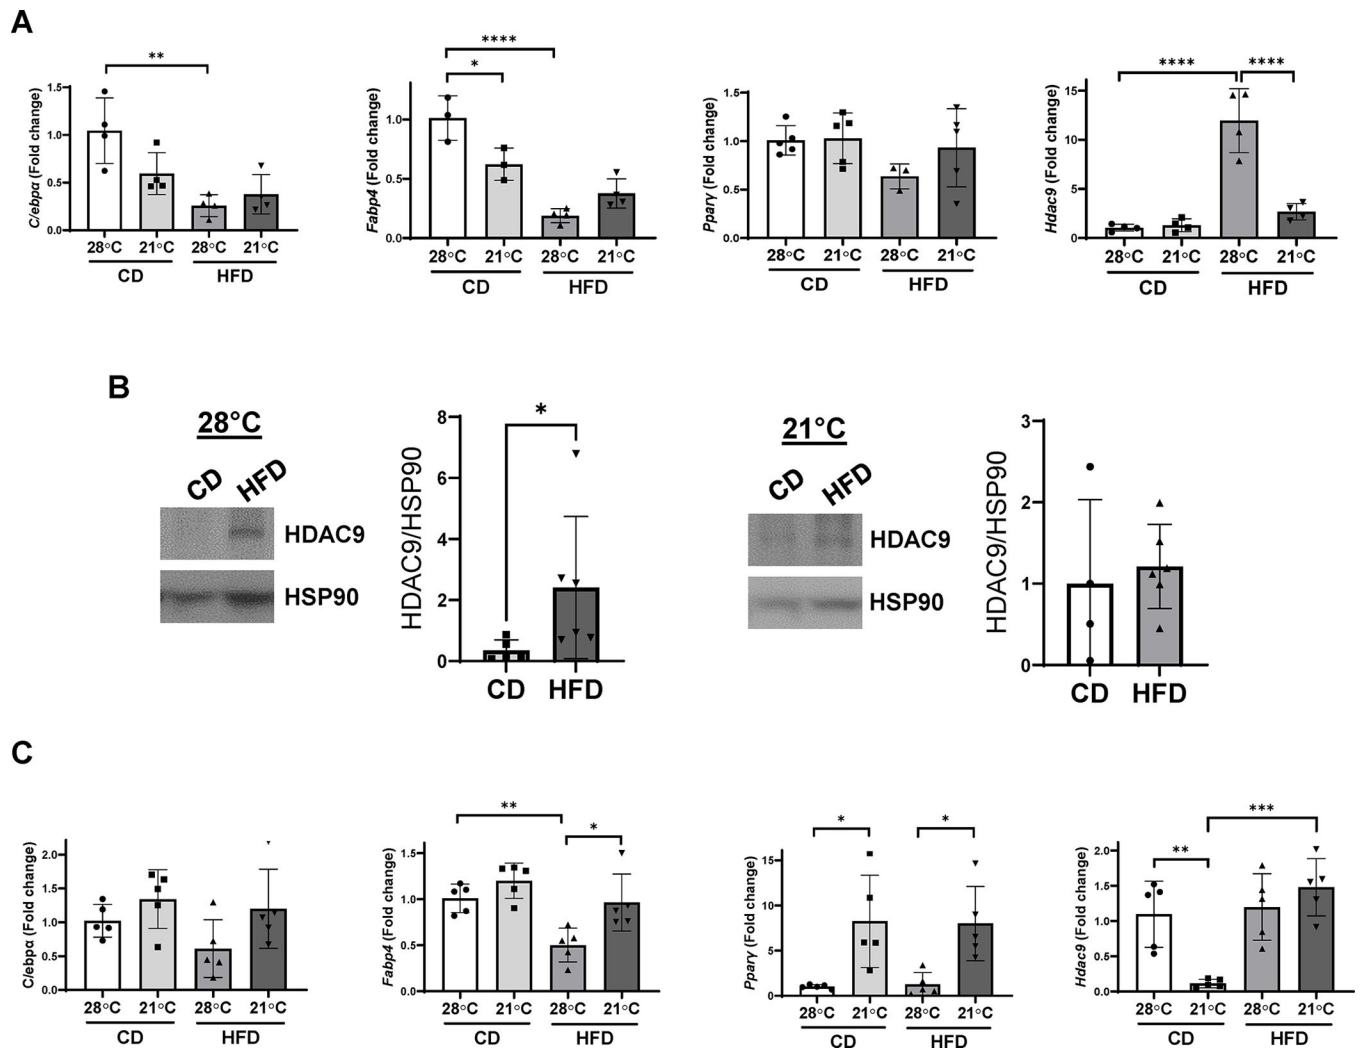 A
**
C/ebpα (Fold change)
1.5
1.0
0.5
0.0
28°C 21°C 28°C 21°C
CD HFD
****
*
Fabp4 (Fold change)
1.0
0.5
0.0
28°C 21°C 28°C 21°C
CD HFD
Pparγ (Fold change)
1.5
1.0
0.5
0.0
28°C 21°C 28°C 21°C
CD HFD
**** ****
Hdac9 (Fold change)
15
10
5
0
28°C 21°C 28°C 21°C
CD HFD
B
28°C
CD HFD
HDAC9
HSP90
*
HDAC9/HSP90
8
6
4
2
0
CD HFD
21°C
CD HFD
HDAC9
HSP90
HDAC9/HSP90
3
2
1
0
CD HFD
C
C/ebpα (Fold change)
2.0
1.5
1.0
0.5
0.0
28°C 21°C 28°C 21°C
CD HFD
**
*
Fabp4 (Fold change)
1.5
1.0
0.5
0.0
28°C 21°C 28°C 21°C
CD HFD
* *
Pparγ (Fold change)
15
10
5
0
28°C 21°C 28°C 21°C
CD HFD
***
**
Hdac9 (Fold change)
2.0
1.5
1.0
0.5
0.0
28°C 21°C 28°C 21°C
CD HFD